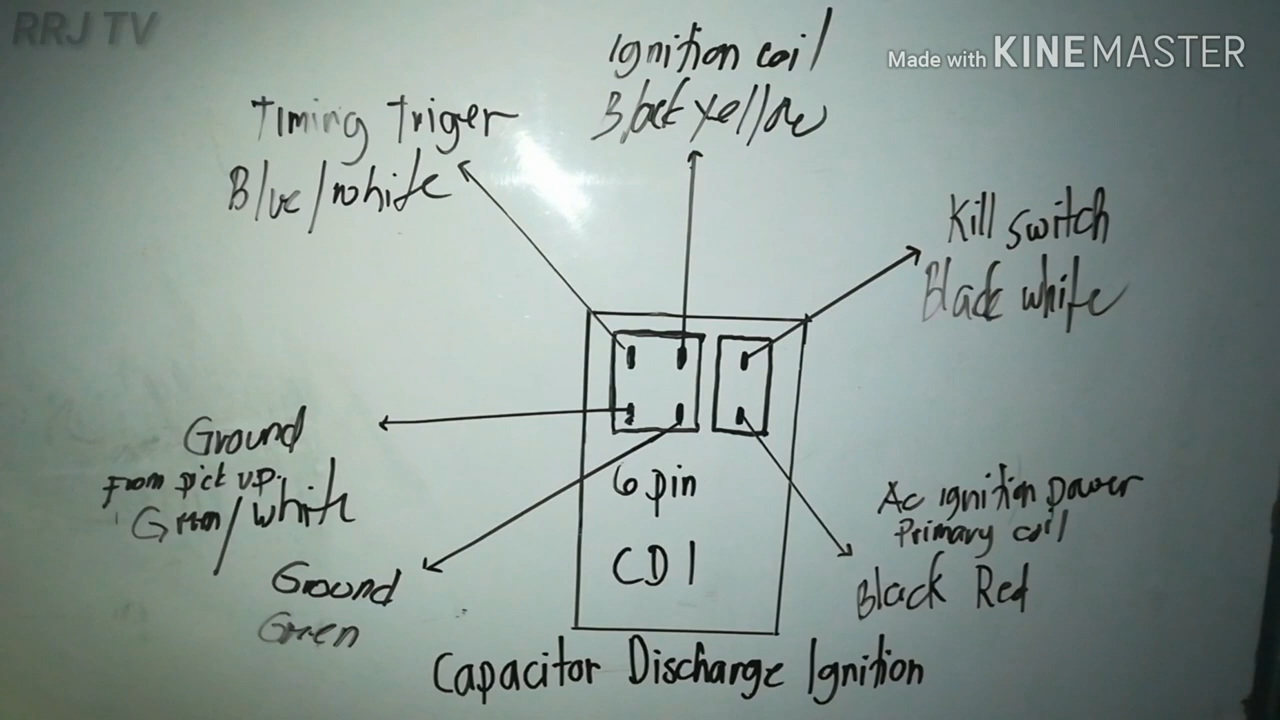 RRJ TV
Made with KINEMASTER
Ignition coil
Black yellow
Timing triger
Blue/white
Kill switch
Black white
Ground
From pick up.
Green/white
Ground
Green
6 pin
CDI
Ac ignition power
Primary coil
Black Red
Capacitor Discharge Ignition